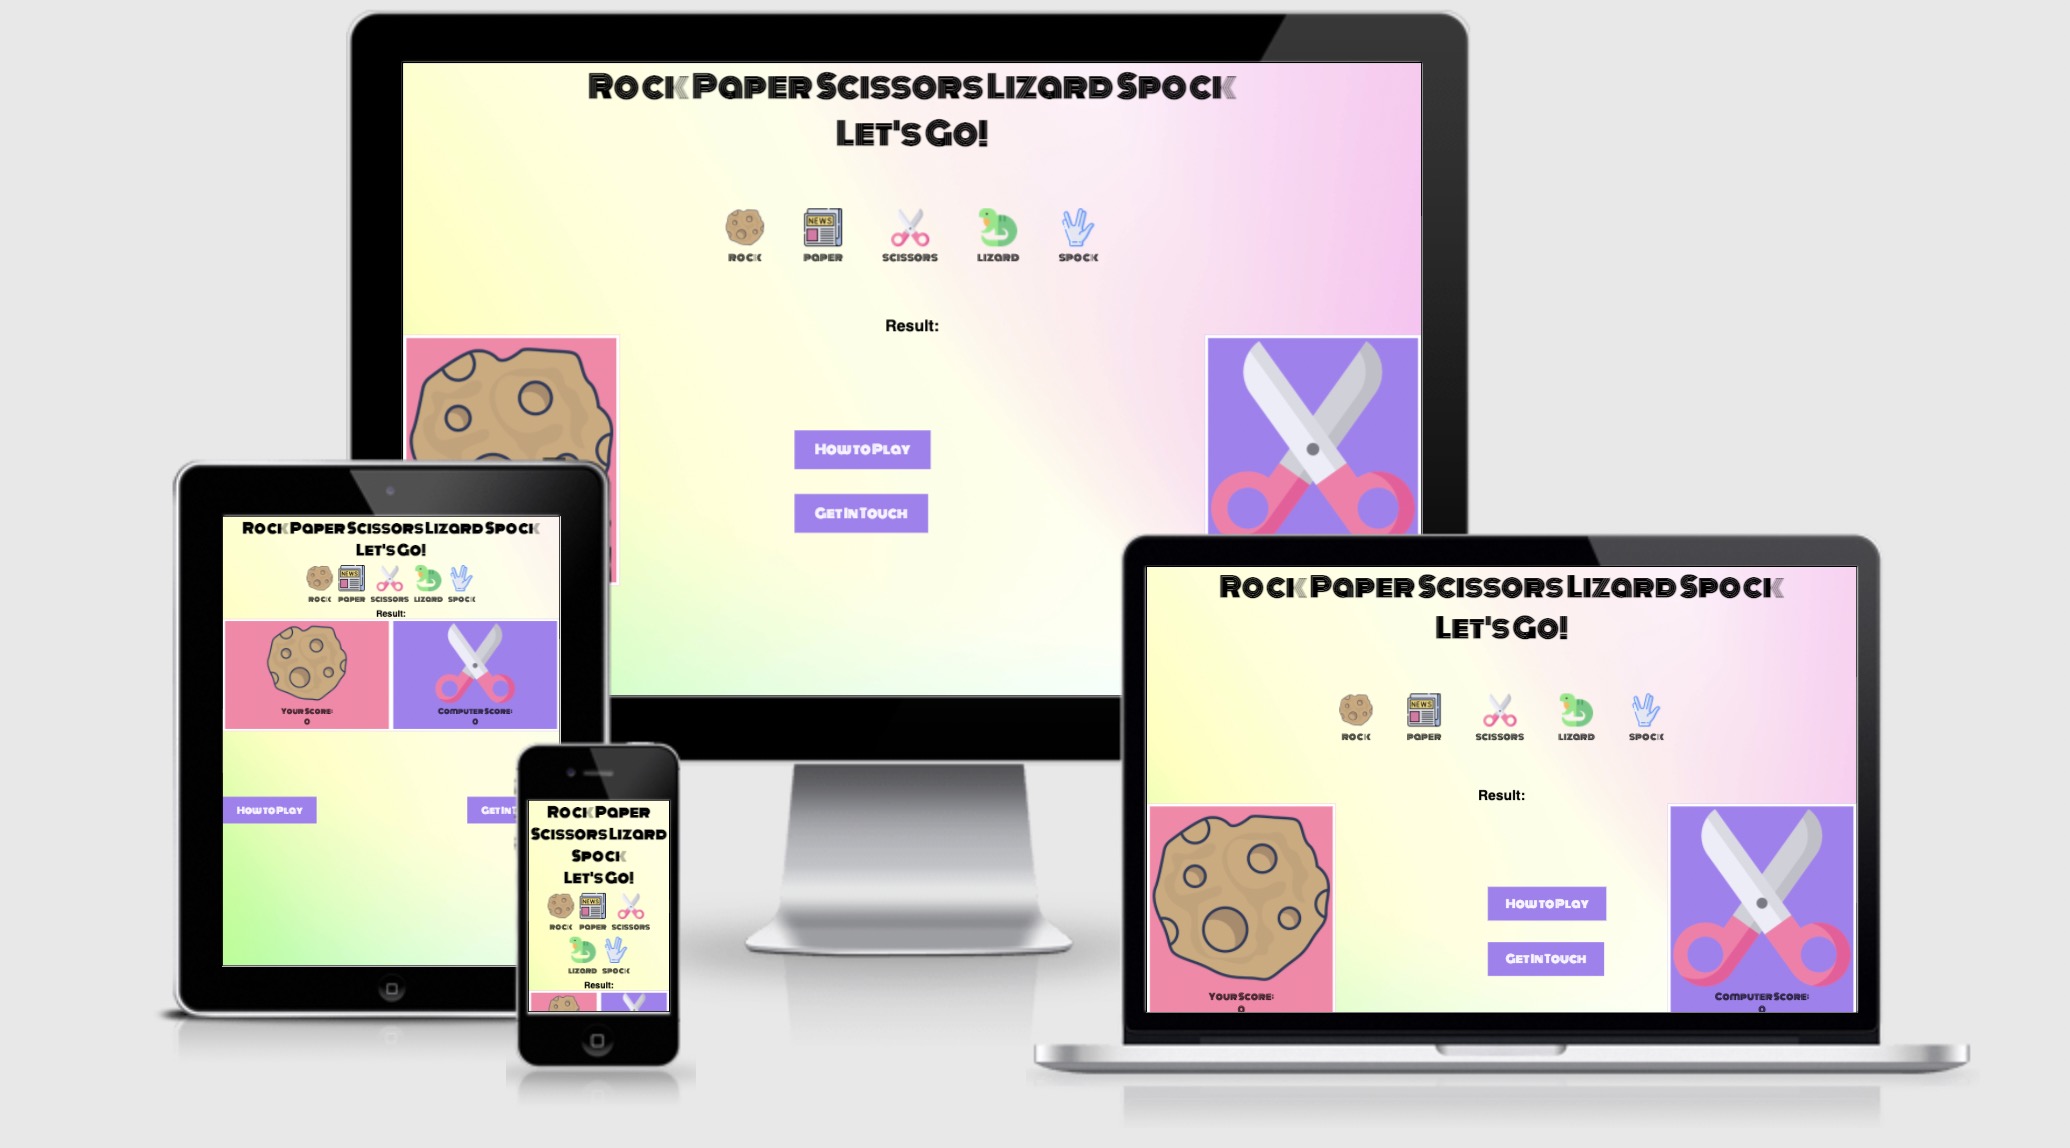 Rock Paper Scissors Lizard Spock
Let's Go!
NEWS
Rock Paper Scissors Lizard Spock
Result:
How to Play
Get In Touch
Rock Paper Scissors Lizard Spock
Let's Go!
NEWS
Rock Paper Scissors Lizard Spock
Result:
Your Score: Computer Score:
0 0
How to Play Get In T
Rock Paper
Scissors Lizard
Spock
Let's Go!
NEWS
Rock Paper Scissors
Lizard Spock
Result:
Rock Paper Scissors Lizard Spock
Let's Go!
NEWS
Rock Paper Scissors Lizard Spock
Result:
How to Play
Get In Touch
Your Score: Computer Score:
0 0